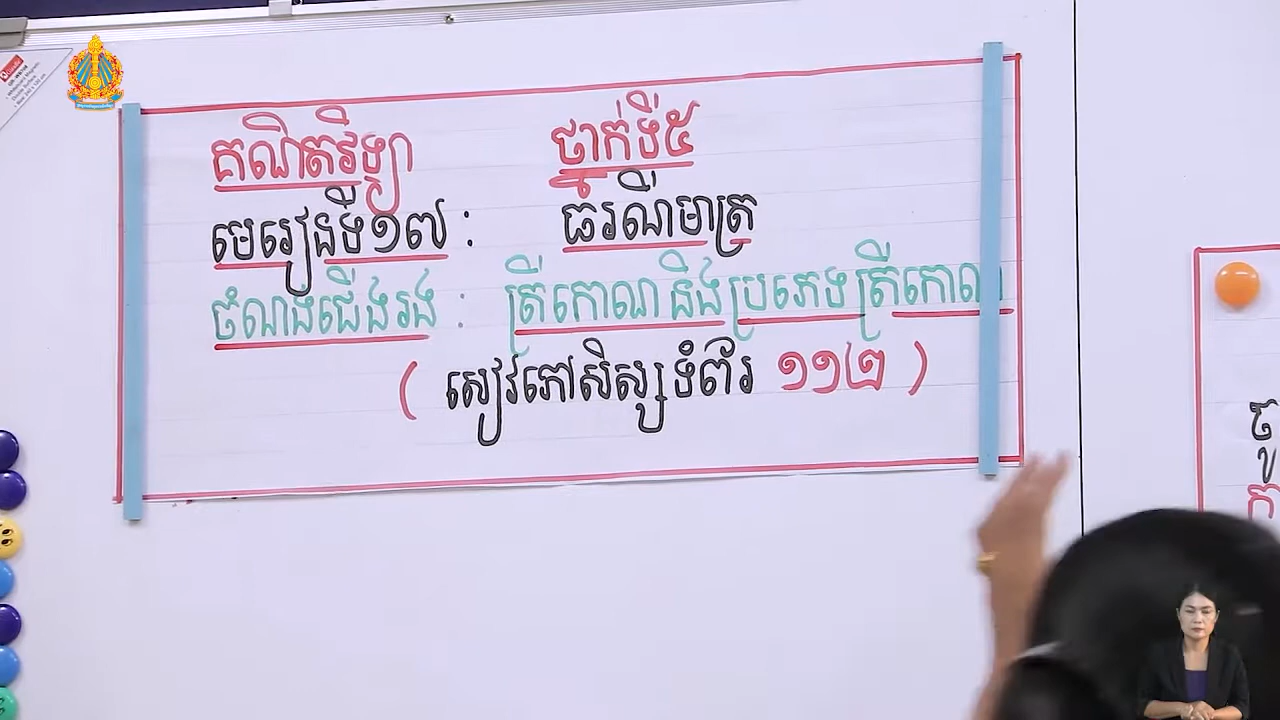 គណិតវិទ្យា ថ្នាក់ទី៥
មេរៀនទី១៧ : ធរណីមាត្រ
ចំណងជើងរង : ត្រីកោណ និងប្រភេទត្រីកោណ
( សៀវភៅសិស្សទំព័រ ១១២ )